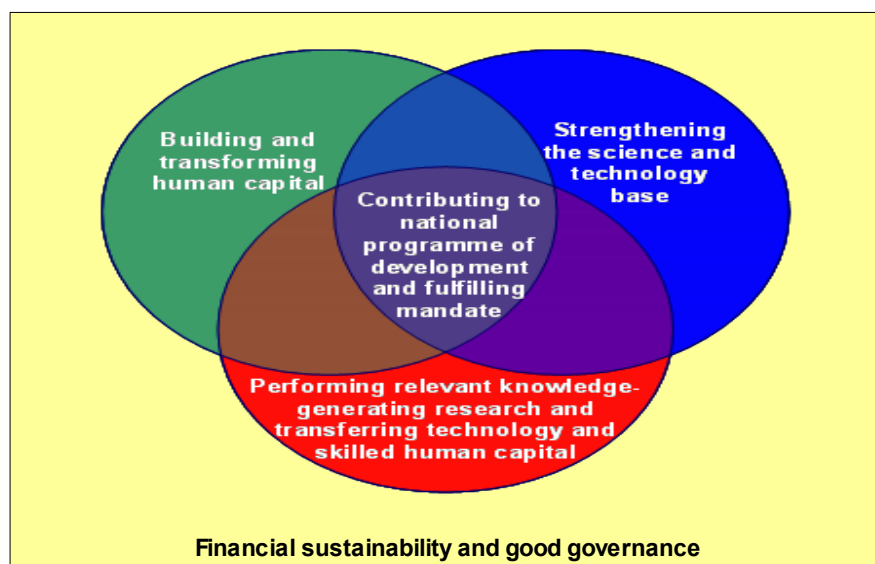 Building and
transforming
human capital
Strengthening
the science and
technology
base
Contributing to
national
programme of
development
and fulfilling
mandate
Performing relevant knowledge-
generating research and
transferring technology and
skilled human capital
Financial sustainability and good governance